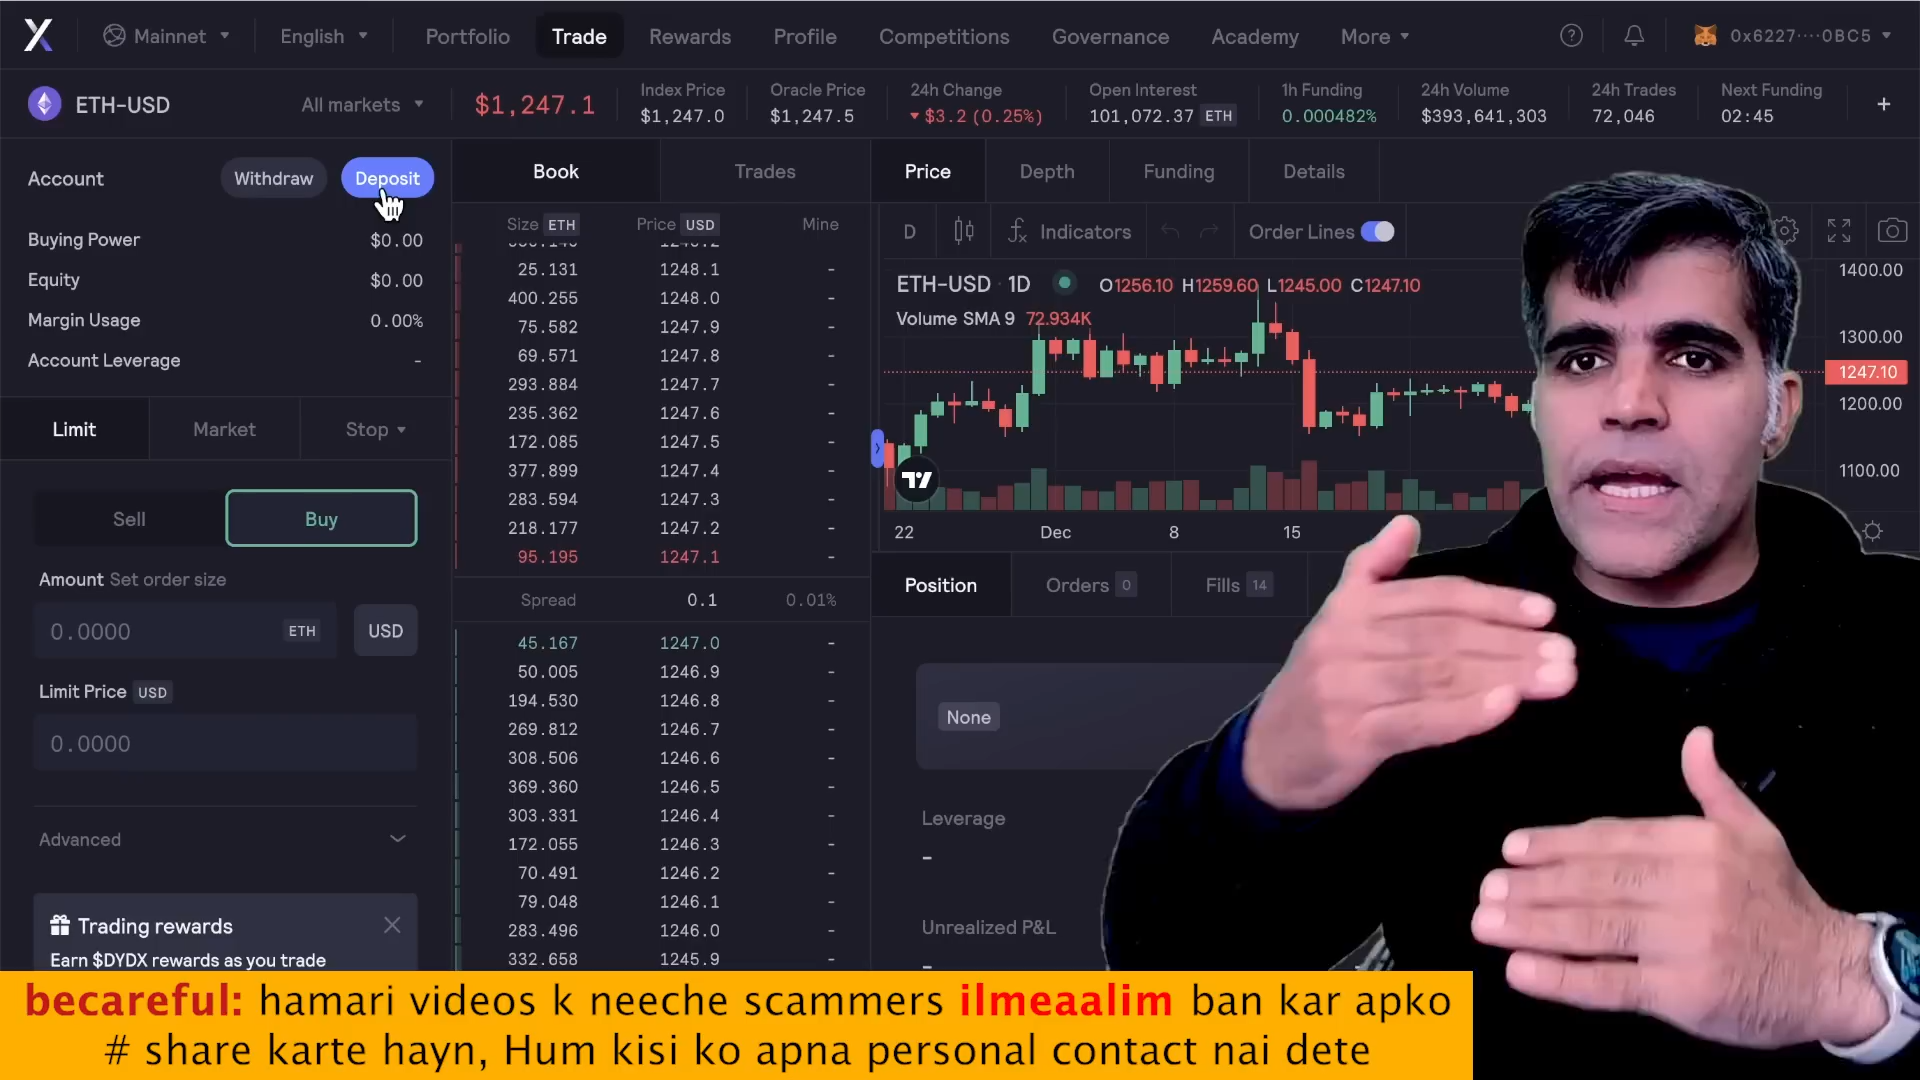 Mainnet English Portfolio Trade Rewards Profile Competitions Governance Academy More 0x6227····0BC5
ETH-USD All markets $1,247.1
Index Price $1,247.0
Oracle Price $1,247.5
24h Change $3.2 (0.25%)
Open Interest 101,072.37 ETH
1h Funding 0.000482%
24h Volume $393,641,303
24h Trades 72,046
Next Funding 02:45
Account Withdraw Deposit
Buying Power $0.00
Equity $0.00
Margin Usage 0.00%
Account Leverage -
Limit Market Stop
Sell Buy
Amount Set order size
0.0000 ETH USD
Limit Price USD
0.0000
Advanced
Trading rewards
Earn $DYDX rewards as you trade
Book Trades
Size ETH Price USD Mine
25.131 1248.1 -
400.255 1248.0 -
75.582 1247.9 -
69.571 1247.8 -
293.884 1247.7 -
235.362 1247.6 -
172.085 1247.5 -
377.899 1247.4 -
283.594 1247.3 -
218.177 1247.2 -
95.195 1247.1 -
Spread 0.1 0.01%
45.167 1247.0 -
50.005 1246.9 -
194.530 1246.8 -
269.812 1246.7 -
308.506 1246.6 -
369.360 1246.5 -
303.331 1246.4 -
172.055 1246.3 -
70.491 1246.2 -
79.048 1246.1 -
283.496 1246.0 -
332.658 1245.9 -
Price Depth Funding Details
D Indicators Order Lines
ETH-USD · 1D O1256.10 H1259.60 L1245.00 C1247.10
Volume SMA 9 72.934K
1400.00
1300.00
1247.10
1200.00
1100.00
22 Dec 8 15
Position Orders 0 Fills 14
None
Leverage
-
Unrealized P&L
-
becareful: hamari videos k neeche scammers ilmeaalim ban kar apko
# share karte hayn, Hum kisi ko apna personal contact nai dete